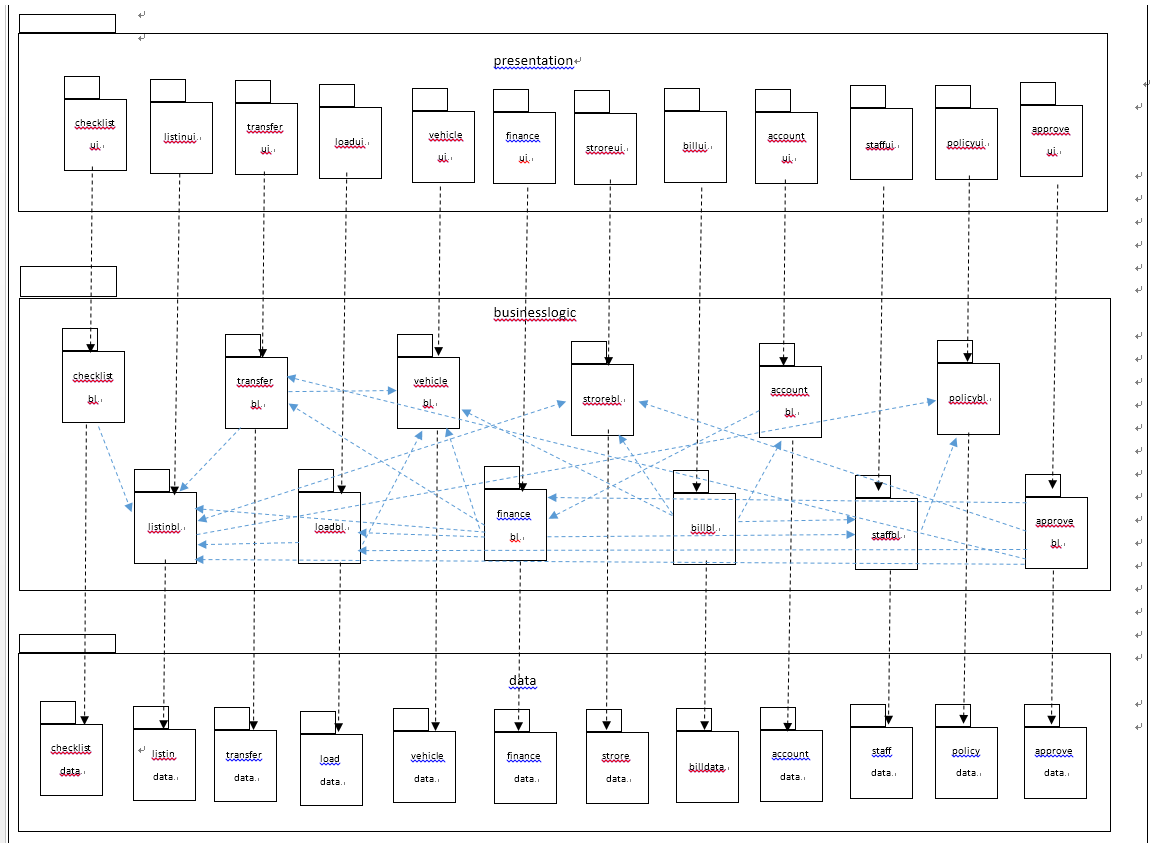 presentation
checklist
ui.
listinui.
transfer
ui.
loadui.
vehicle
ui.
finance
ui.
stroreui.
billui.
account
ui.
staffui.
policyui.
approve
ui.
businesslogic
checklist
bl.
transfer
bl.
vehicle
bl.
strorebl.
account
bl.
policybl.
listinbl.
loadbl.
finance
bl.
billbl.
staffbl.
approve
bl.
data
checklist
data.
listin
data.
transfer
data.
load
data.
vehicle
data.
finance
data.
strore
data.
billdata.
account
data.
staff
data.
policy
data.
approve
data.